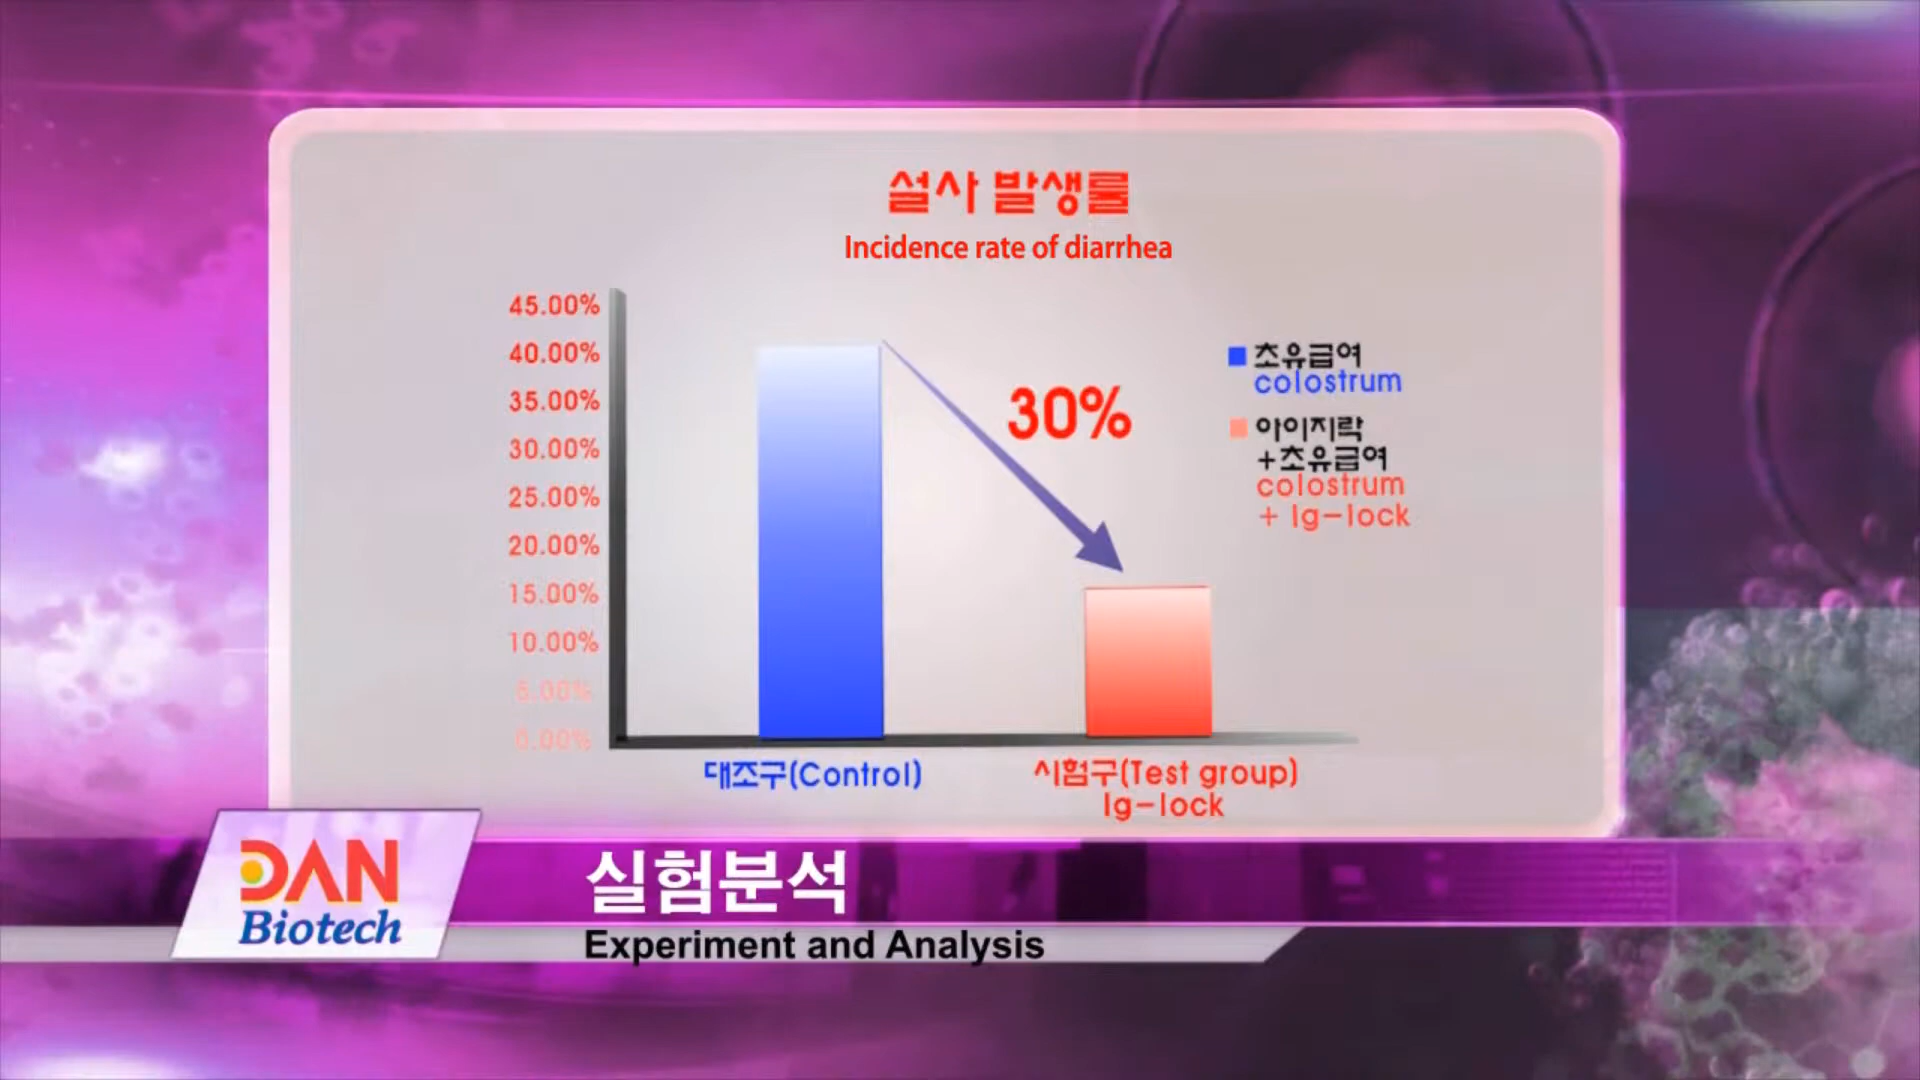 설사 발생률
Incidence rate of diarrhea
45.00%
40.00%
35.00%
30.00%
25.00%
20.00%
15.00%
10.00%
5.00%
0.00%
30%
초유급여
colostrum
아이지락
+초유급여
colostrum
+ Ig-lock
대조구(Control)
시험구(Test group)
Ig-lock
DAN
Biotech
실험분석
Experiment and Analysis